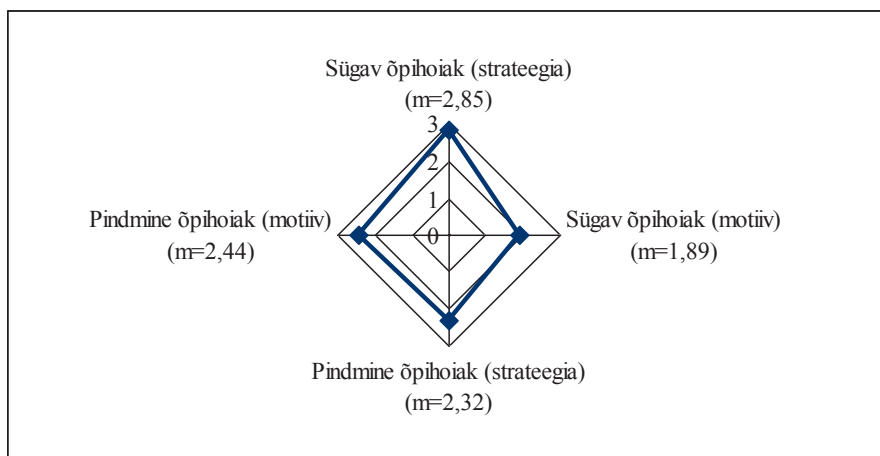 Sügav õpihoiak (strateegia)
(m=2,85)
3
2
1
0
Pindmine õpihoiak (motiiv)
(m=2,44)
Sügav õpihoiak (motiiv)
(m=1,89)
Pindmine õpihoiak (strateegia)
(m=2,32)